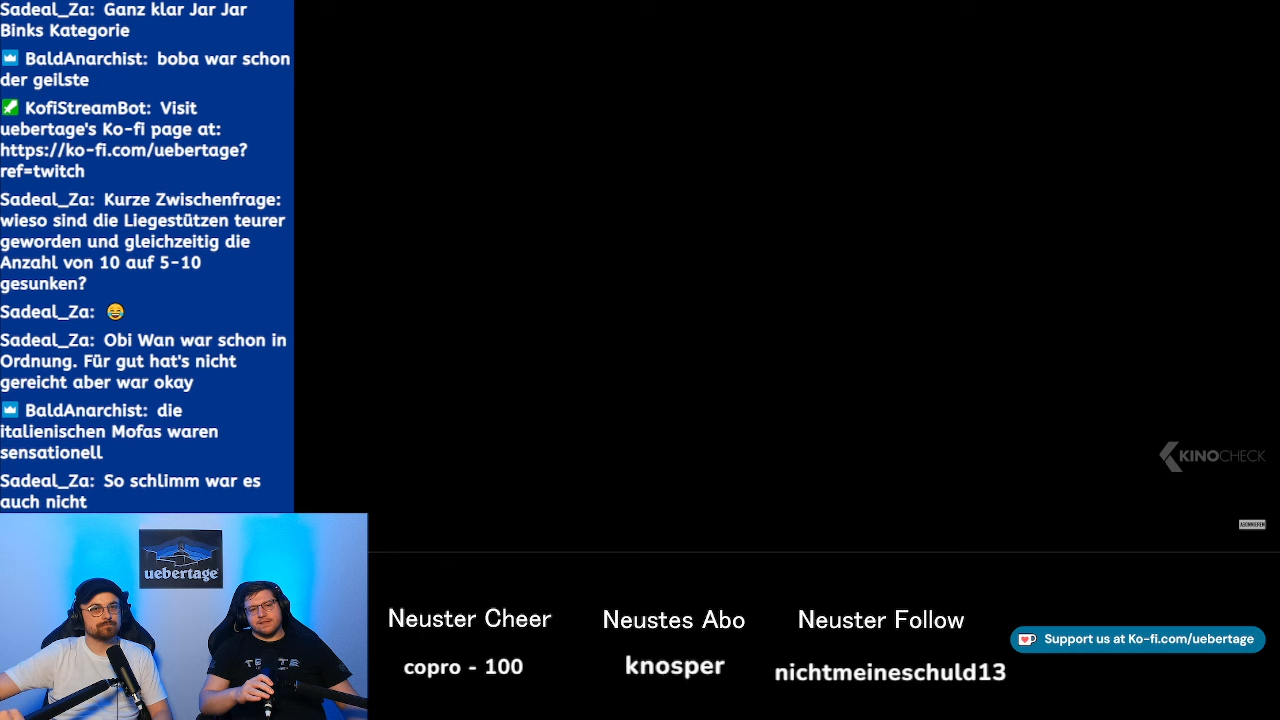 Sadeal_Za: Ganz klar Jar Jar
Binks Kategorie
BaldAnarchist: boba war schon
der geilste
KofiStreamBot: Visit
uebertage's Ko-fi page at:
https://ko-fi.com/uebertage?
ref=twitch
Sadeal_Za: Kurze Zwischenfrage:
wieso sind die Liegestützen teurer
geworden und gleichzeitig die
Anzahl von 10 auf 5-10
gesunken?
Sadeal_Za: 😂
Sadeal_Za: Obi Wan war schon in
Ordnung. Für gut hat's nicht
gereicht aber war okay
BaldAnarchist: die
italienischen Mofas waren
sensationell
Sadeal_Za: So schlimm war es
auch nicht
KINOCHECK
ABONNIEREN
uebertage
Neuster Cheer
copro - 100
Neustes Abo
knosper
Neuster Follow
nichtmeineschuld13
Support us at Ko-fi.com/uebertage